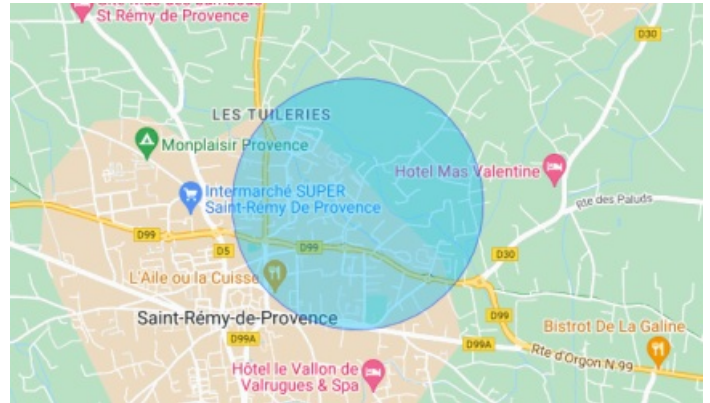 St Rémy de Provence
D30
LES TUILERIES
Monplaisir Provence
Hotel Mas Valentine
Intermarché SUPER
Saint-Rémy De Provence
Rte des Paluds
D99
D5
D99
D30
L'Aile ou la Cuisse
D99
Saint-Rémy-de-Provence
D99A
D99A
Bistrot De La Galine
Rte d'Orgon N 99
Hôtel le Vallon de
Valrugues & Spa